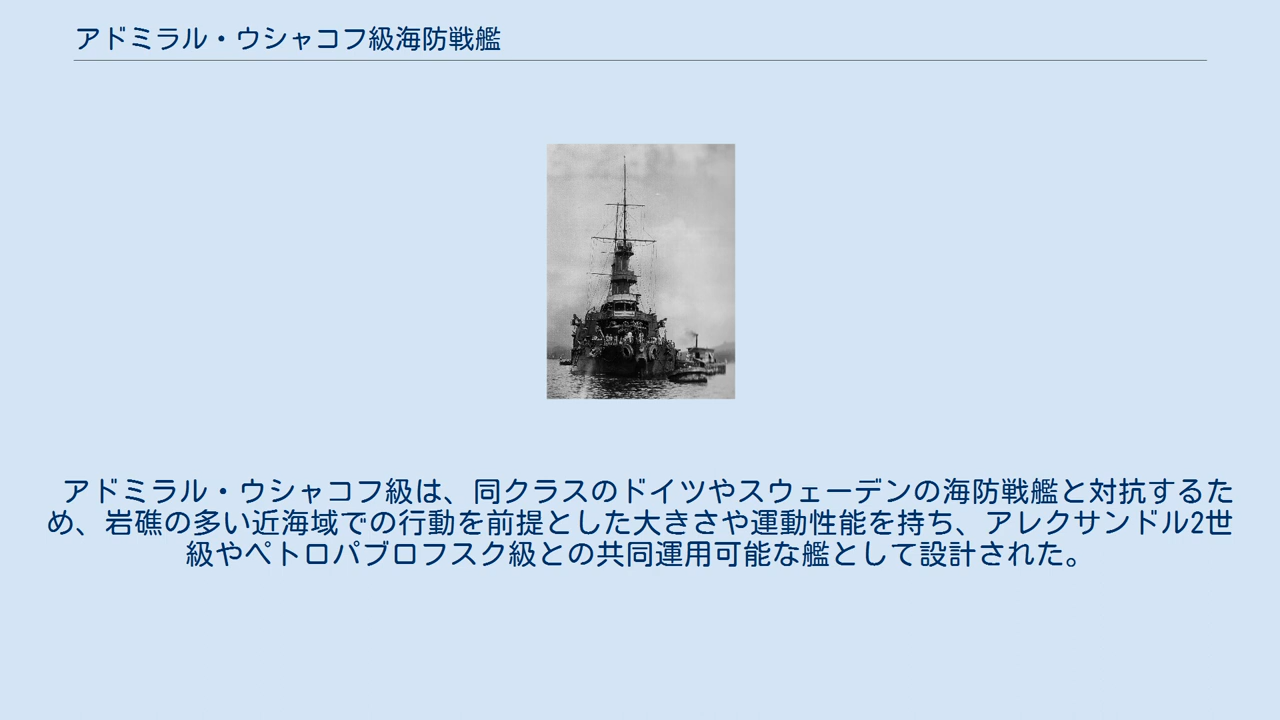 アドミラル・ウシャコフ級海防戦艦
アドミラル・ウシャコフ級は、同クラスのドイツやスウェーデンの海防戦艦と対抗するた
め、岩礁の多い近海域での行動を前提とした大きさや運動性能を持ち、アレクサンドル2世
級やペトロパブロフスク級との共同運用可能な艦として設計された。